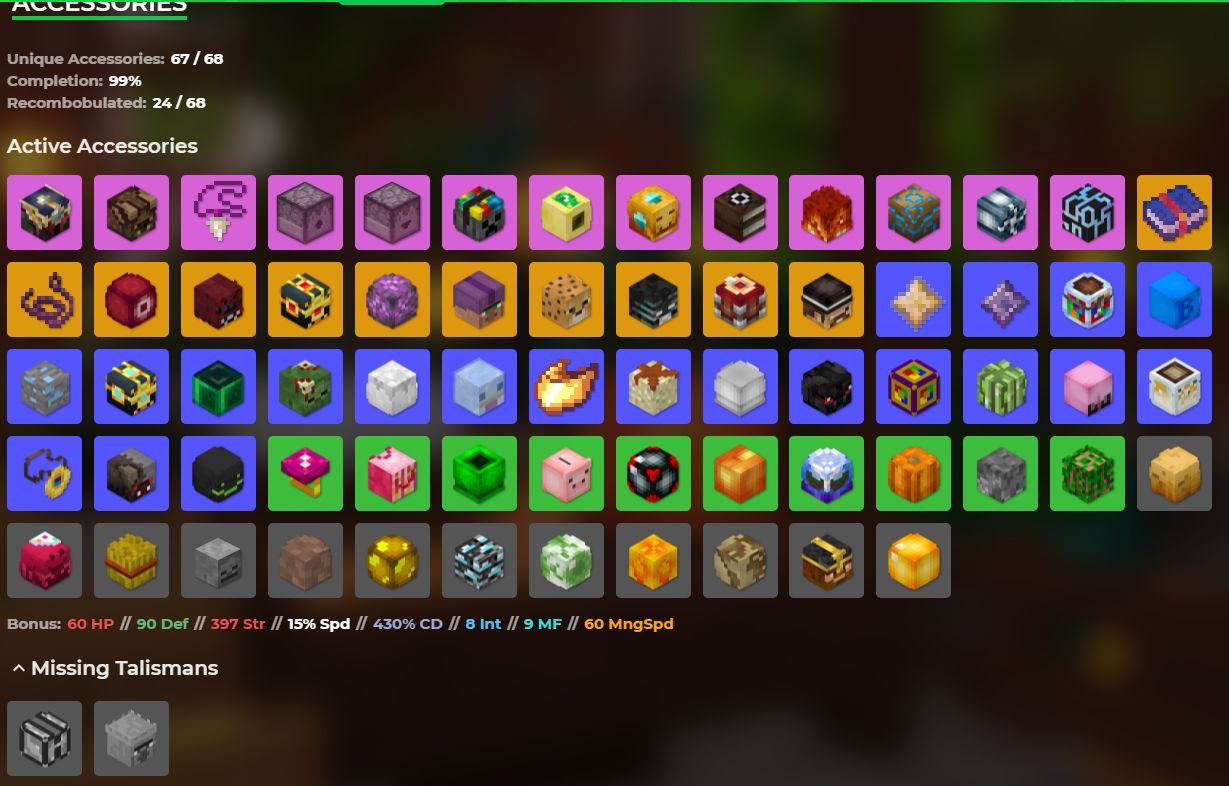 ACCESSORIES
Unique Accessories: 67 / 68
Completion: 99%
Recombobulated: 24 / 68
Active Accessories
Bonus: 60 HP // 90 Def // 397 Str // 15% Spd // 430% CD // 8 Int // 9 MF // 60 MngSpd
Missing Talismans